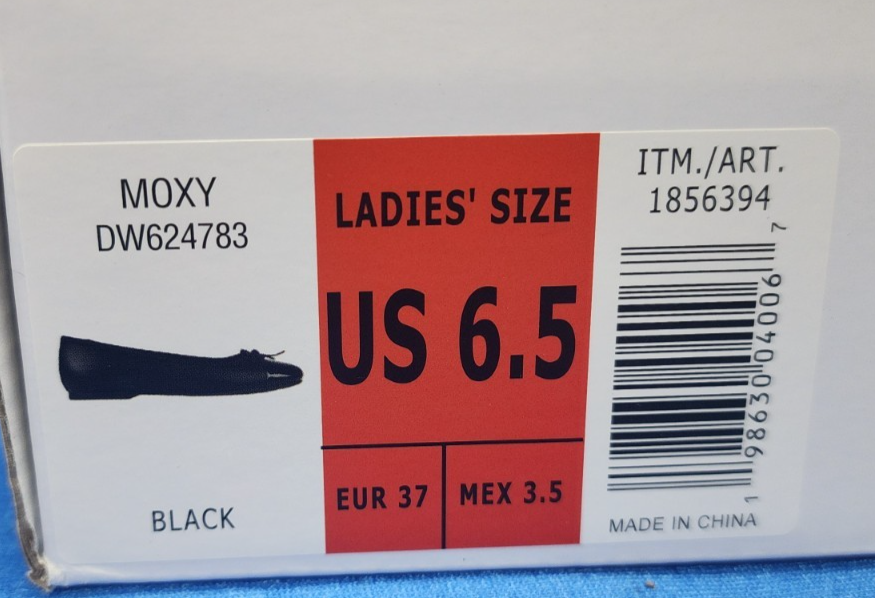 MOXY
DW624783
BLACK
LADIES' SIZE
US 6.5
EUR 37
MEX 3.5
ITM./ART.
1856394
1 98630 04006 7
MADE IN CHINA